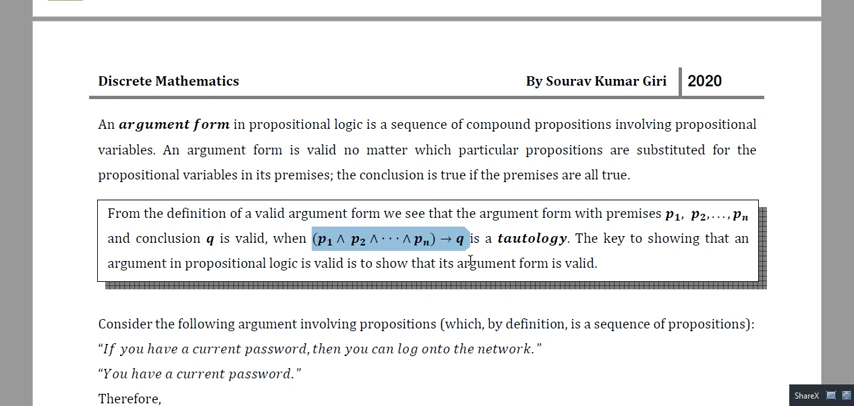 Discrete Mathematics By Sourav Kumar Giri 2020
An argument form in propositional logic is a sequence of compound propositions involving propositional
variables. An argument form is valid no matter which particular propositions are substituted for the
propositional variables in its premises; the conclusion is true if the premises are all true.
From the definition of a valid argument form we see that the argument form with premises p₁, p₂,...,pₙ
and conclusion q is valid, when (p₁ ∧ p₂ ∧ ··· ∧ pₙ) → q is a tautology. The key to showing that an
argument in propositional logic is valid is to show that its argument form is valid.
Consider the following argument involving propositions (which, by definition, is a sequence of propositions):
“If you have a current password, then you can log onto the network.”
“You have a current password.”
Therefore,
ShareX